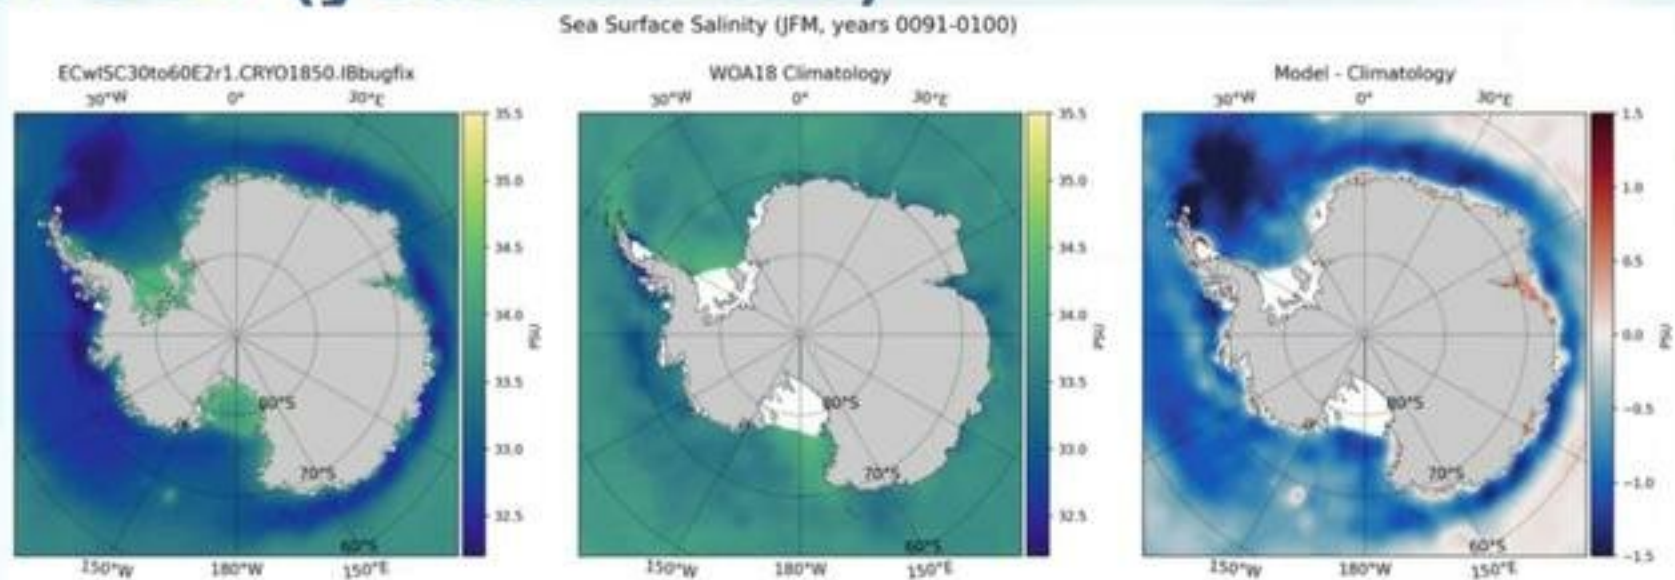 Sea Surface Salinity (JFM, years 0091-0100)
ECwISC30to60E2r1.CRYO1850.IBbugfix
30°W 0° 30°E
35.5
35.0
34.5
34.0
33.5
33.0
32.5
PSU
80°S
70°S
60°S
150°W 180°W 150°E
WOA18 Climatology
30°W 0° 30°E
35.5
35.0
34.5
34.0
33.5
33.0
32.5
PSU
80°S
70°S
60°S
150°W 180°W 150°E
Model - Climatology
30°W 0° 30°E
1.5
1.0
0.5
0.0
−0.5
−1.0
−1.5
PSU
80°S
70°S
60°S
150°W 180°W 150°E